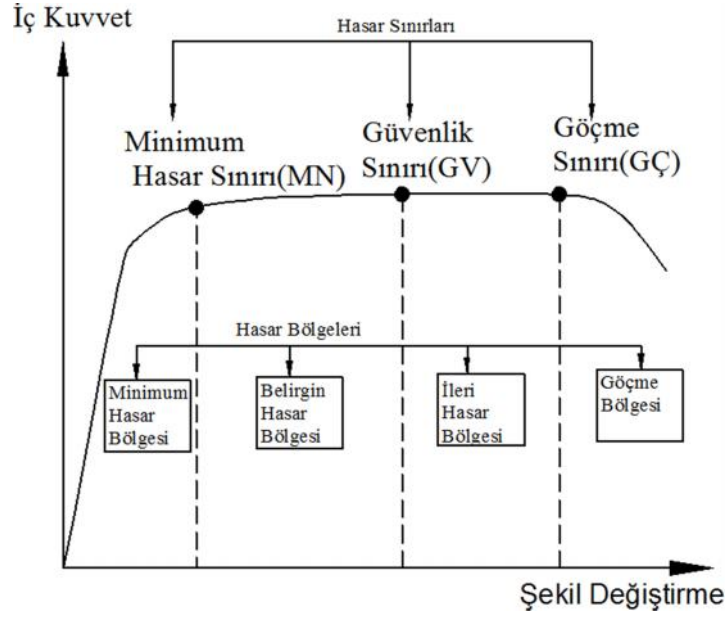 İç Kuvvet
Hasar Sınırları
Minimum
Hasar Sınırı(MN)
Güvenlik
Sınırı(GV)
Göçme
Sınırı(GÇ)
Hasar Bölgeleri
Minimum
Hasar
Bölgesi
Belirgin
Hasar
Bölgesi
İleri
Hasar
Bölgesi
Göçme
Bölgesi
Şekil Değiştirme